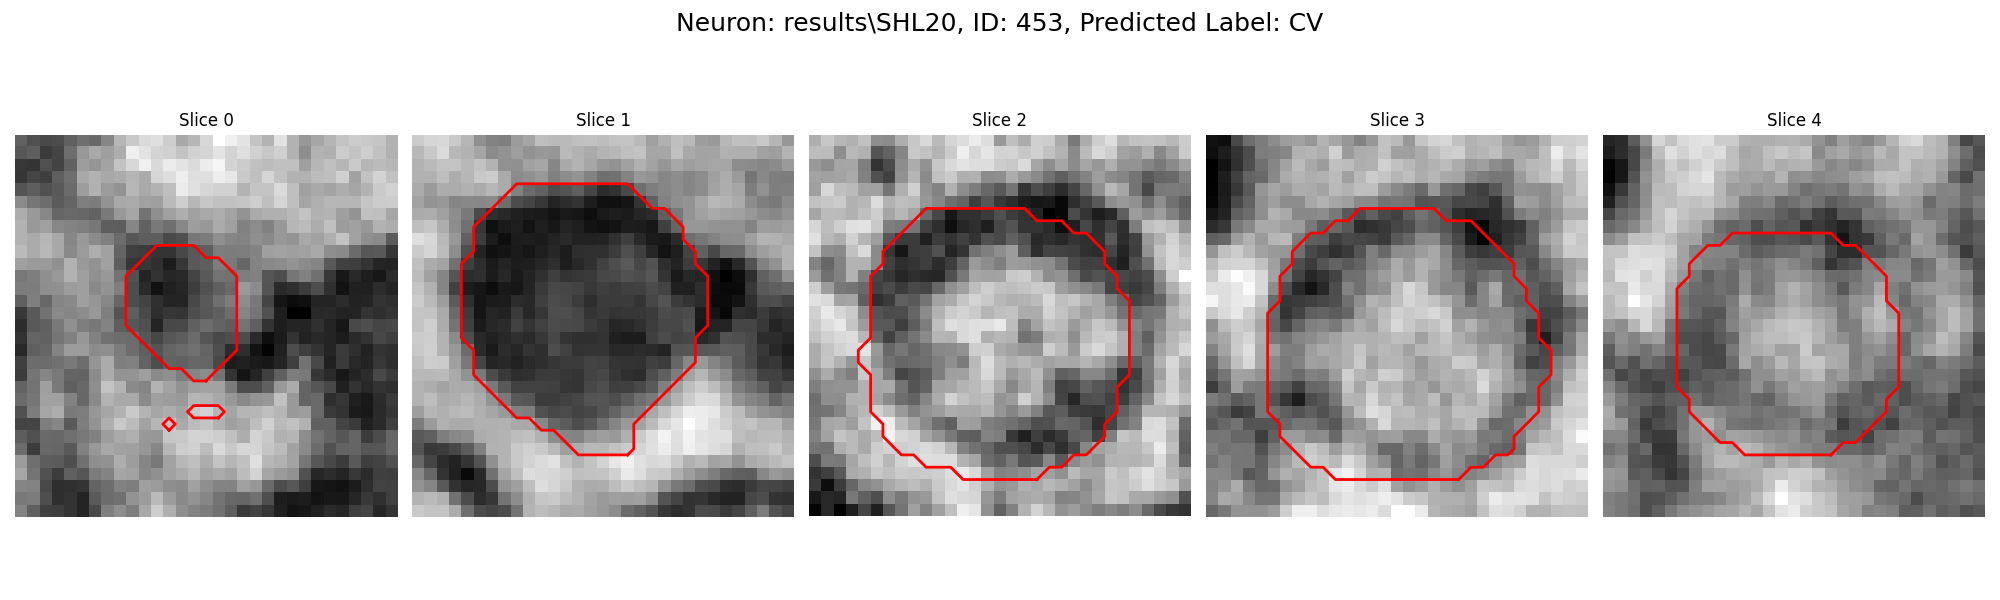 Neuron: results\SHL20, ID: 453, Predicted Label: CV
Slice 0
Slice 1
Slice 2
Slice 3
Slice 4